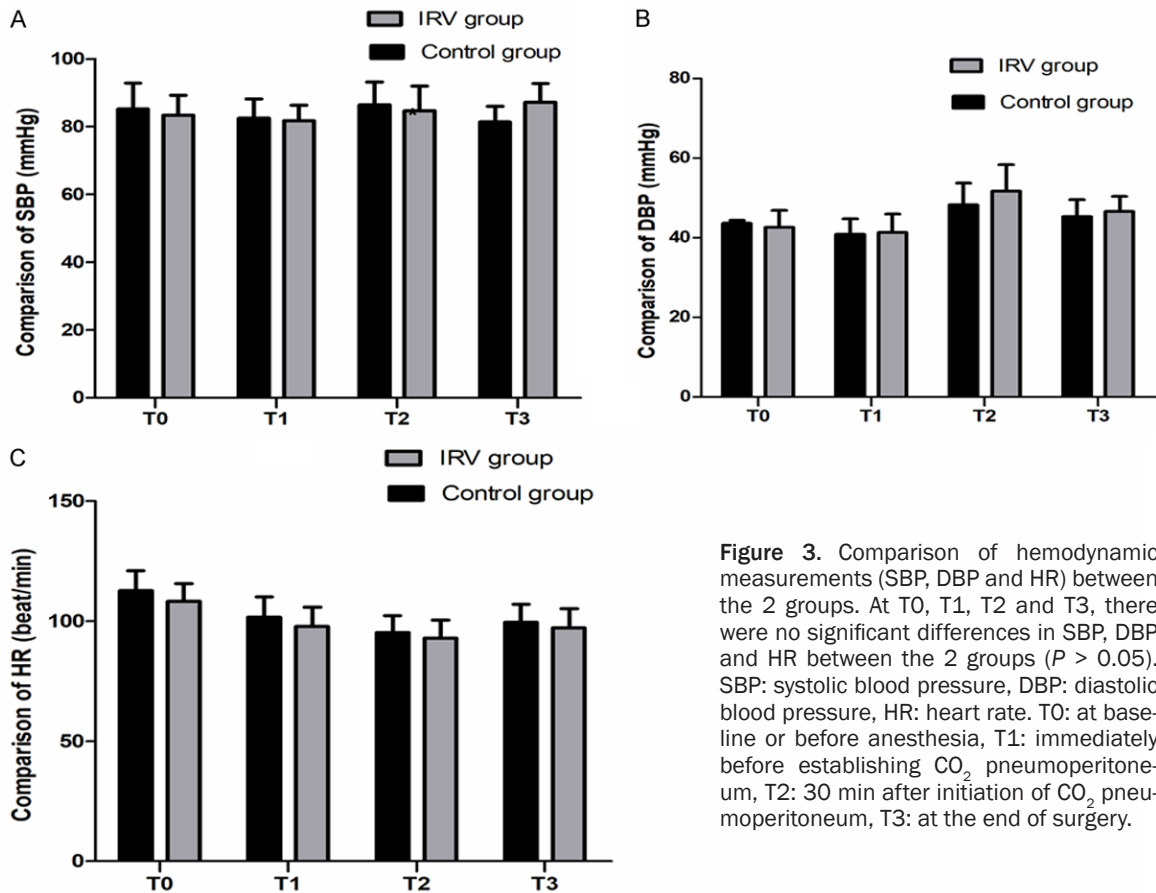 A
IRV group
Control group
Comparison of SBP (mmHg)
100
80
60
40
20
0
*
T0 T1 T2 T3
B
IRV group
Control group
Comparison of DBP (mmHg)
80
60
40
20
0
T0 T1 T2 T3
C
IRV group
Control group
Comparison of HR (beat/min)
150
100
50
0
T0 T1 T2 T3
Figure 3. Comparison of hemodynamic
measurements (SBP, DBP and HR) between
the 2 groups. At T0, T1, T2 and T3, there
were no significant differences in SBP, DBP
and HR between the 2 groups (P > 0.05).
SBP: systolic blood pressure, DBP: diastolic
blood pressure, HR: heart rate. T0: at base-
line or before anesthesia, T1: immediately
before establishing CO₂ pneumoperitone-
um, T2: 30 min after initiation of CO₂ pneu-
moperitoneum, T3: at the end of surgery.